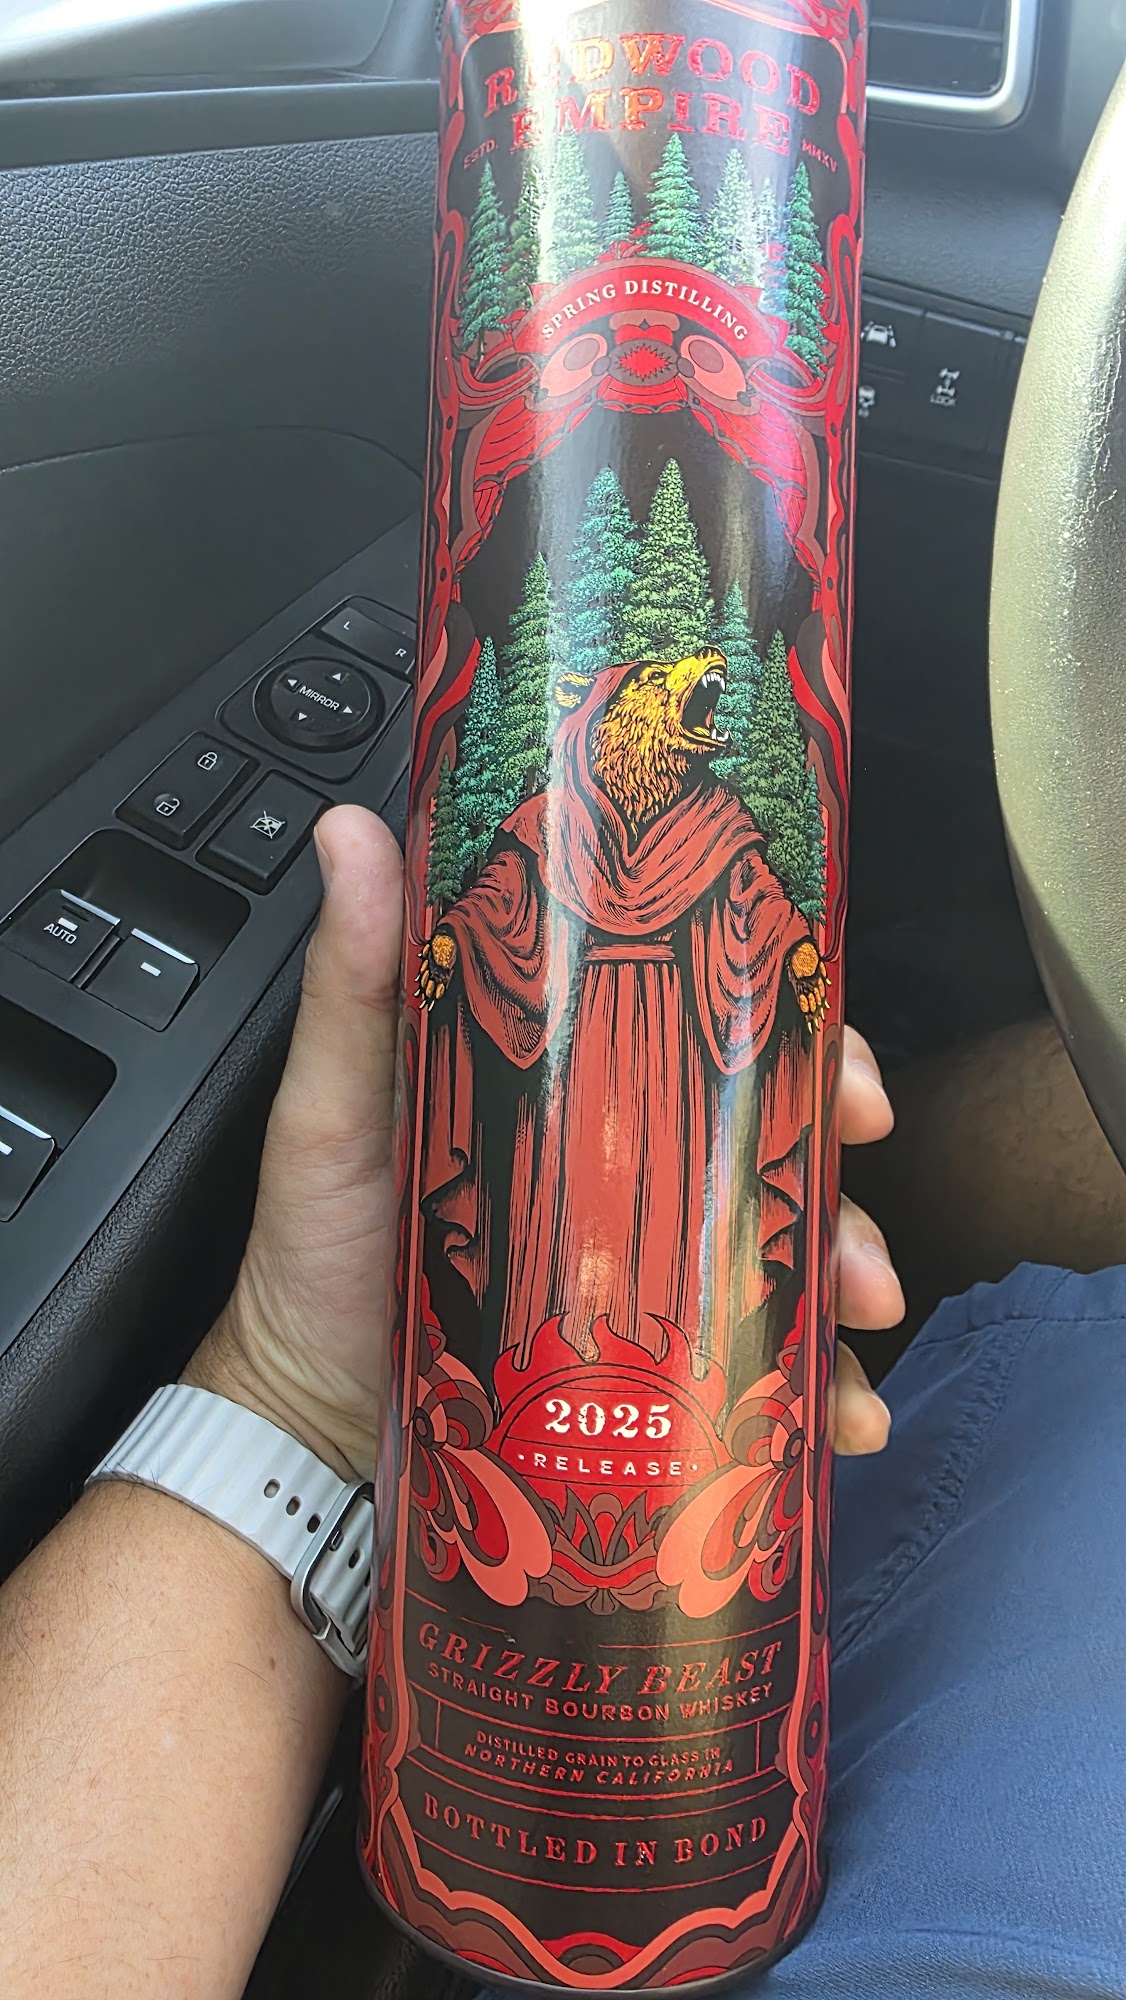 REDWOOD
EMPIRE
ESTD. MMXV
SPRING DISTILLING
LOCK
L
R
MIRROR
AUTO
2025
·RELEASE·
GRIZZLY BEAST
STRAIGHT BOURBON WHISKEY
DISTILLED GRAIN TO GLASS IN
NORTHERN CALIFORNIA
BOTTLED IN BOND